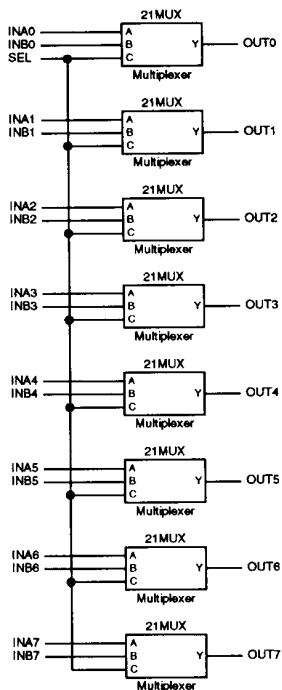 21MUX
INA0 A
INB0 B Y OUT0
SEL C
Multiplexer
21MUX
INA1 A
INB1 B Y OUT1
C
Multiplexer
21MUX
INA2 A
INB2 B Y OUT2
C
Multiplexer
21MUX
INA3 A
INB3 B Y OUT3
C
Multiplexer
21MUX
INA4 A
INB4 B Y OUT4
C
Multiplexer
21MUX
INA5 A
INB5 B Y OUT5
C
Multiplexer
21MUX
INA6 A
INB6 B Y OUT6
C
Multiplexer
21MUX
INA7 A
INB7 B Y OUT7
C
Multiplexer